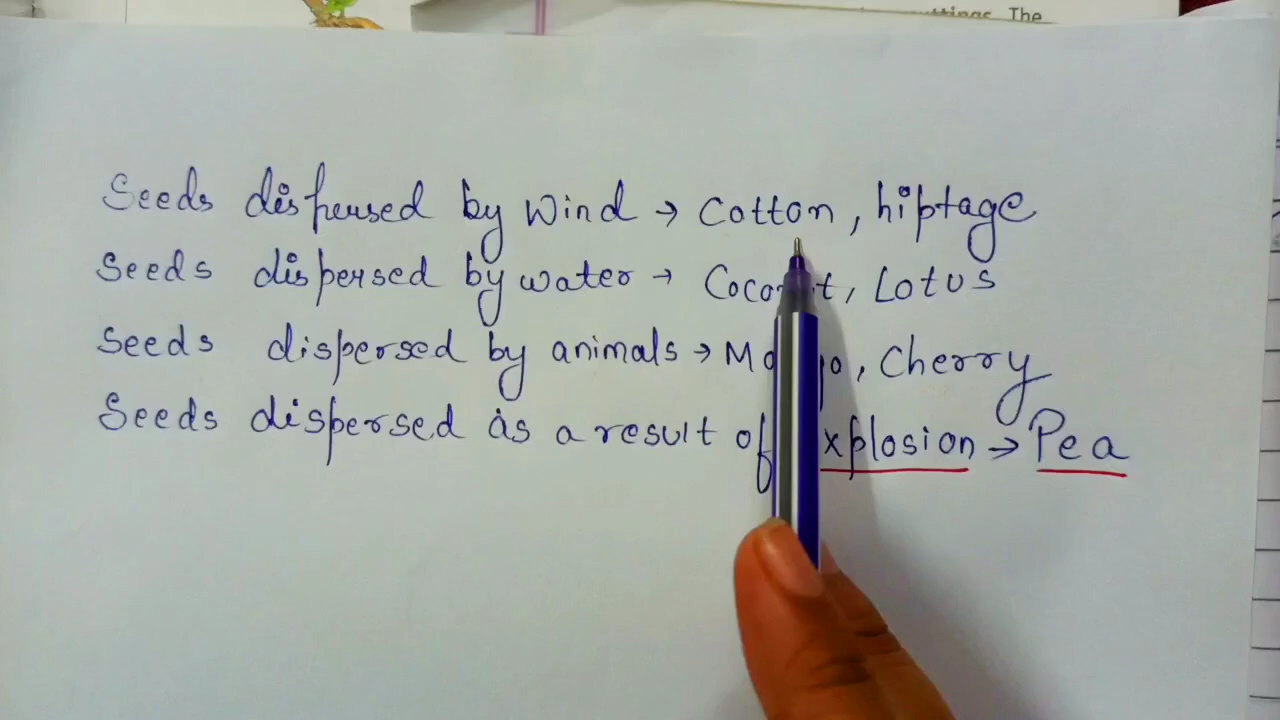 The
Seeds dispersed by Wind → Cotton, hiptage
Seeds dispersed by water → Lotus
Seeds dispersed by animals → Cherry
Seeds dispersed as a result of → Pea